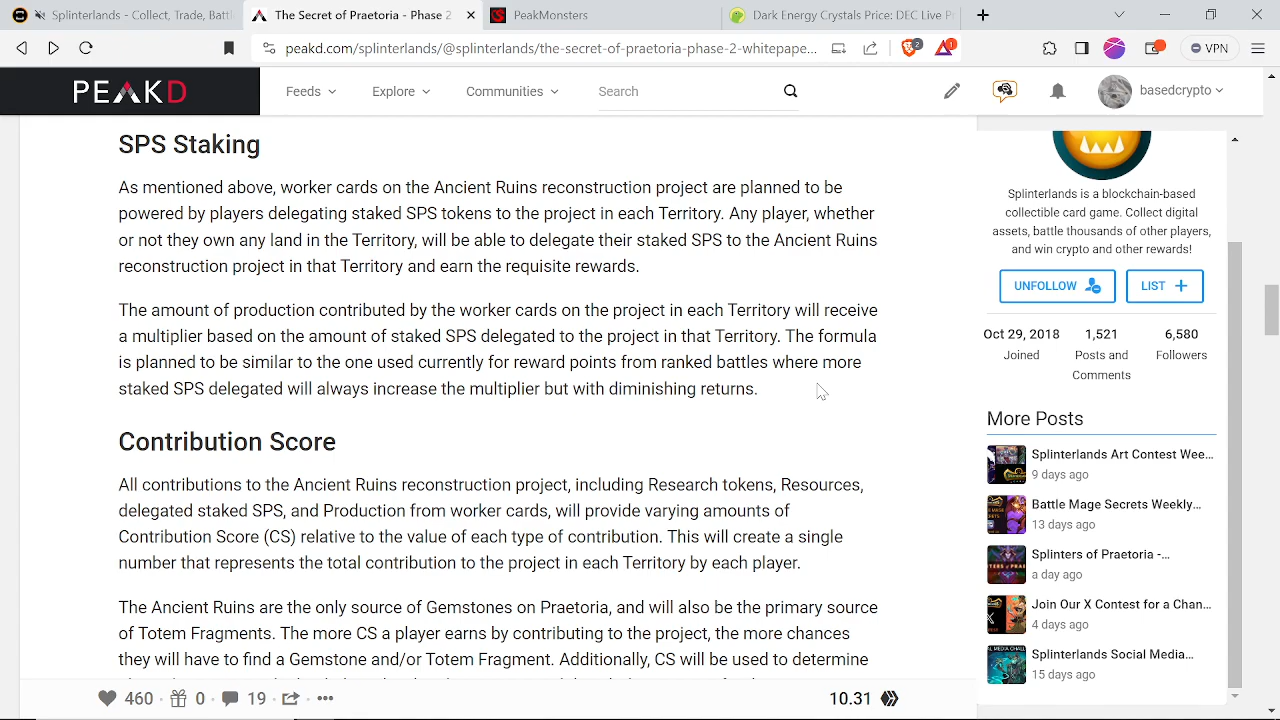 Splinterlands - Collect, Trade, Battl
The Secret of Praetoria - Phase 2
PeakMonsters
Dark Energy Crystals Price: DEC Live Pr
peakd.com/splinterlands/@splinterlands/the-secret-of-praetoria-phase-2-whitepape...
2
1
VPN
PEAKD
Feeds
Explore
Communities
Search
basedcrypto
SPS Staking
As mentioned above, worker cards on the Ancient Ruins reconstruction project are planned to be
powered by players delegating staked SPS tokens to the project in each Territory. Any player, whether
or not they own any land in the Territory, will be able to delegate their staked SPS to the Ancient Ruins
reconstruction project in that Territory and earn the requisite rewards.
The amount of production contributed by the worker cards on the project in each Territory will receive
a multiplier based on the amount of staked SPS delegated to the project in that Territory. The formula
is planned to be similar to the one used currently for reward points from ranked battles where more
staked SPS delegated will always increase the multiplier but with diminishing returns.
Contribution Score
All contributions to the Ancient Ruins reconstruction project, including Research tokens, Resources,
delegated staked SPS, and Production from worker cards, will provide varying amounts of
Contribution Score (CS) relative to the value of each type of contribution. This will create a single
number that represents the total contribution to the project in each Territory by each player.
The Ancient Ruins are the only source of Gemstones on Praetoria, and will also be the primary source
of Totem Fragments. The more CS a player earns by contributing to the project, the more chances
they will have to find a Gemstone and/or Totem Fragment. Additionally, CS will be used to determine
460
0
19
10.31
Splinterlands is a blockchain-based
collectible card game. Collect digital
assets, battle thousands of other players,
and win crypto and other rewards!
UNFOLLOW
LIST
Oct 29, 2018
Joined
1,521
Posts and
Comments
6,580
Followers
More Posts
Splinterlands Art Contest Wee...
9 days ago
Battle Mage Secrets Weekly...
13 days ago
Splinters of Praetoria -...
a day ago
Join Our X Contest for a Chan...
4 days ago
Splinterlands Social Media...
15 days ago